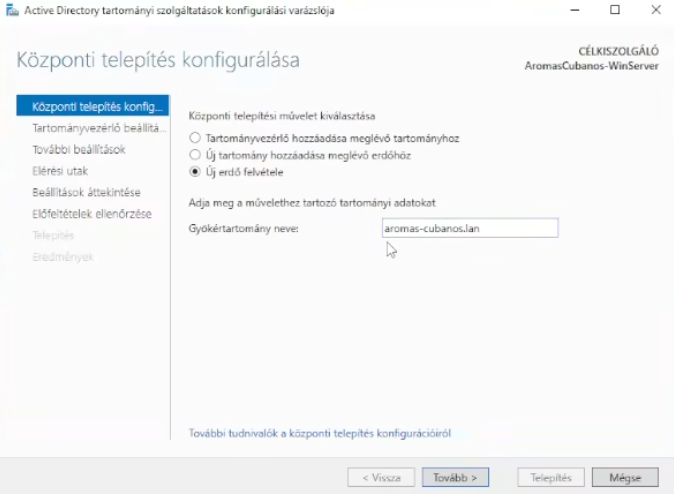 Active Directory tartományi szolgáltatások konfigurálási varázslója
Központi telepítés konfigurálása
CÉLKISZOLGÁLÓ
AromasCubanos-WinServer
Központi telepítés konfig...
Tartományvezérlő beállítá...
További beállítások
Elérési utak
Beállítások áttekintése
Előfeltételek ellenőrzése
Telepítés
Eredmények
Központi telepítési művelet kiválasztása
Tartományvezérlő hozzáadása meglévő tartományhoz
Új tartomány hozzáadása meglévő erdőhöz
Új erdő felvétele
Adja meg a művelethez tartozó tartományi adatokat
Gyökértartomány neve: aromas-cubanos.lan
További tudnivalók a központi telepítés konfigurációiról
< Vissza Tovább > Telepítés Mégse